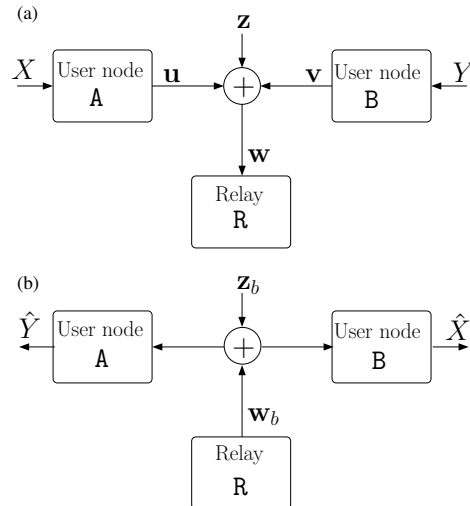 (a)
z
X User node A u + v User node B Y
w
Relay
R
(b)
z_b
Ŷ User node A + User node B X̂
w_b
Relay
R